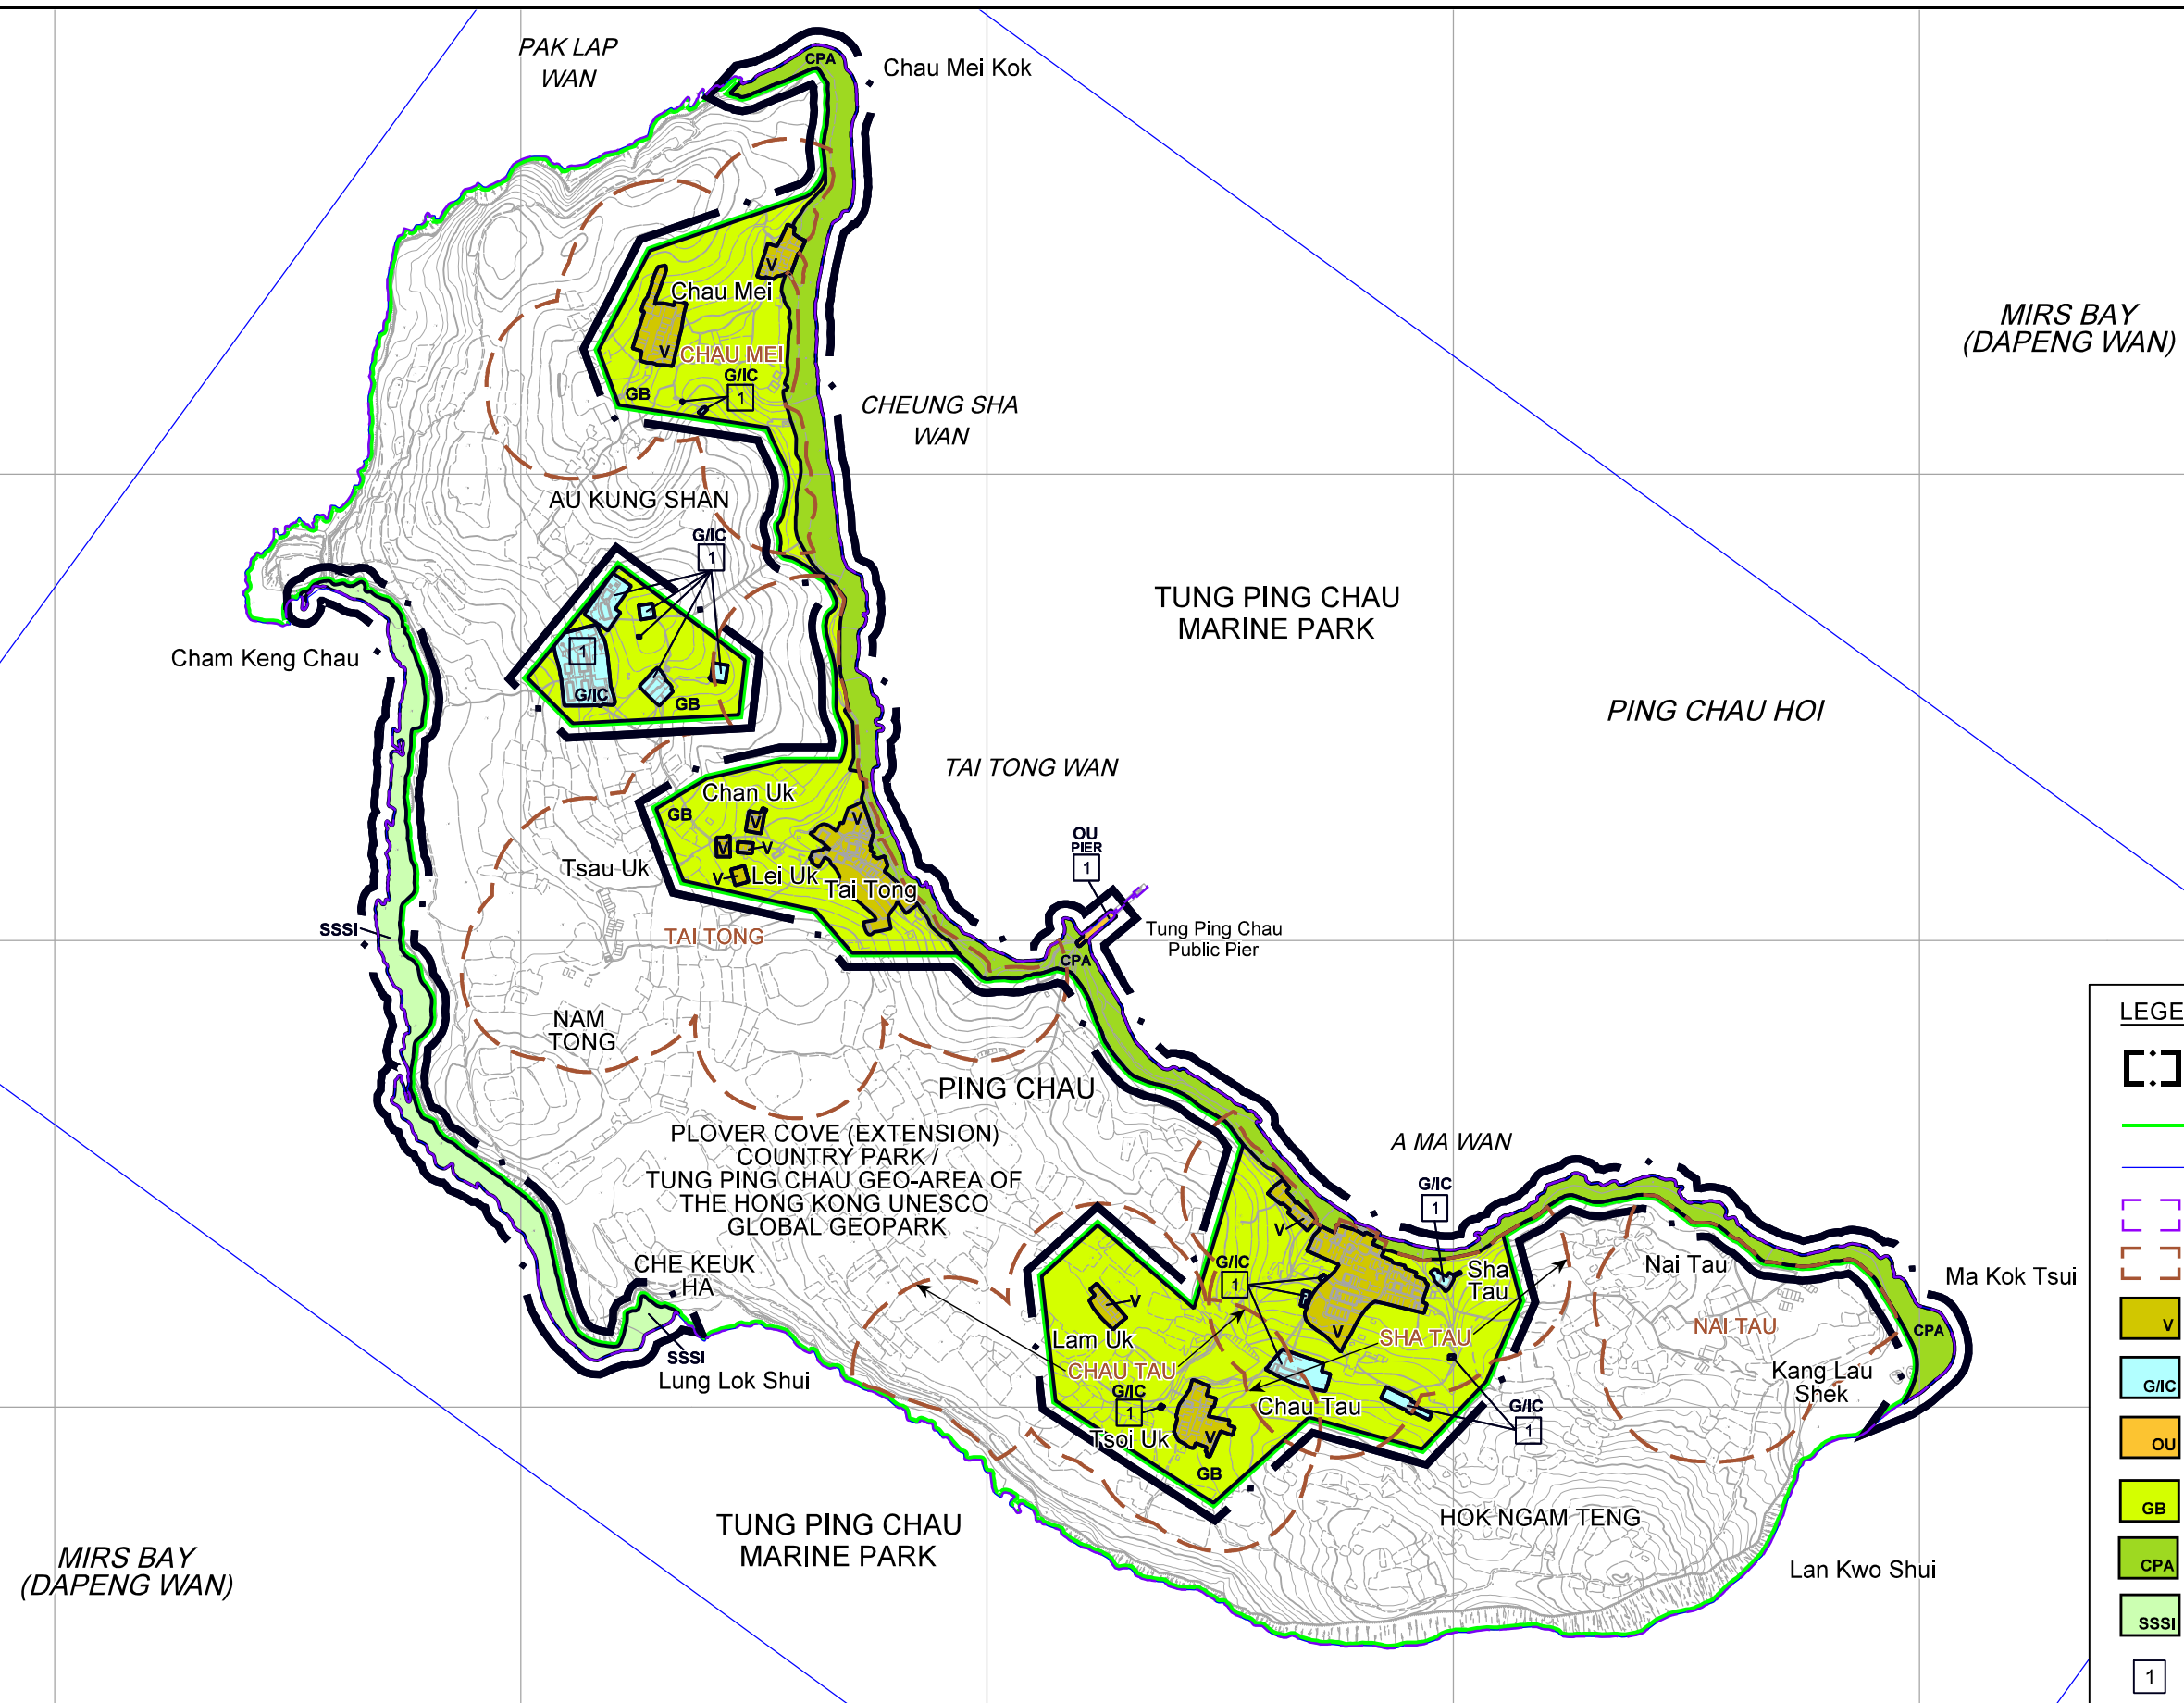 PAK LAP
WAN
CPA
Chau Mei Kok
MIRS BAY
(DAPENG WAN)
V
Chau Mei
V
CHAU MEI
G/IC
1
GB
CHEUNG SHA
WAN
AU KUNG SHAN
G/IC
1
TUNG PING CHAU
MARINE PARK
Cham Keng Chau
1
G/IC
GB
PING CHAU HOI
TAI TONG WAN
Chan Uk
GB
V
V
V
V
V
Tsau Uk
Lei Uk
Tai Tong
OU
PIER
1
SSSI
TAI TONG
Tung Ping Chau
Public Pier
CPA
NAM
TONG
PING CHAU
PLOVER COVE (EXTENSION)
COUNTRY PARK /
TUNG PING CHAU GEO-AREA OF
THE HONG KONG UNESCO
GLOBAL GEOPARK
A MA WAN
G/IC
1
V
CHE KEUK
HA
G/IC
1
Sha
Tau
Nai Tau
Ma Kok Tsui
V
Lam Uk
V
SHA TAU
NAI TAU
CPA
SSSI
Lung Lok Shui
CHAU TAU
G/IC
1
Chau Tau
Kang Lau
Shek
G/IC
1
Tsoi Uk
V
GB
HOK NGAM TENG
TUNG PING CHAU
MARINE PARK
MIRS BAY
(DAPENG WAN)
Lan Kwo Shui
LEGE
V
G/IC
OU
GB
CPA
SSSI
1